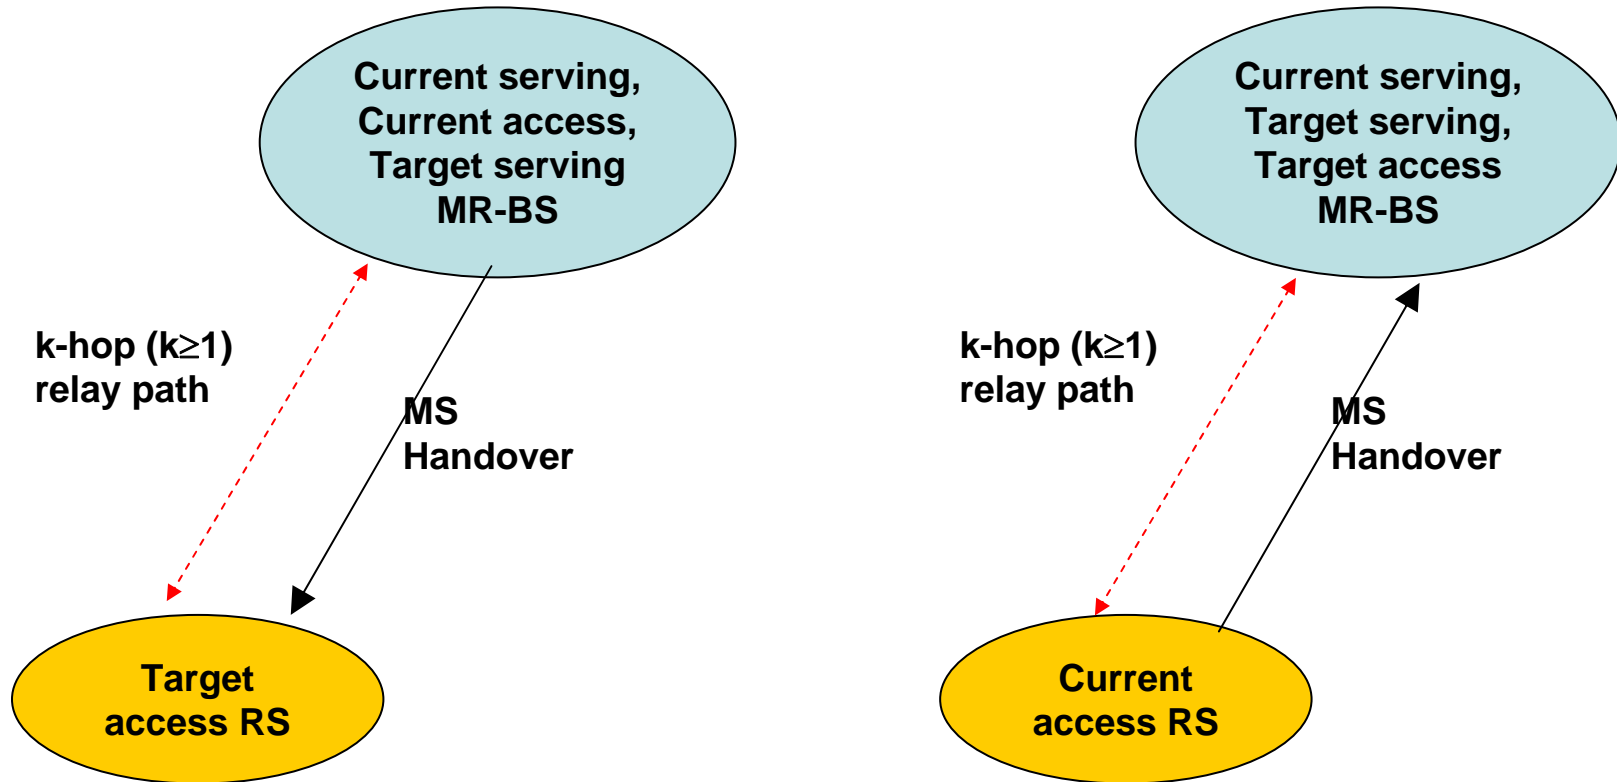 Current serving,
Current access,
Target serving
MR-BS
k-hop (k≥1)
relay path
MS
Handover
Target
access RS
Current serving,
Target serving,
Target access
MR-BS
k-hop (k≥1)
relay path
MS
Handover
Current
access RS